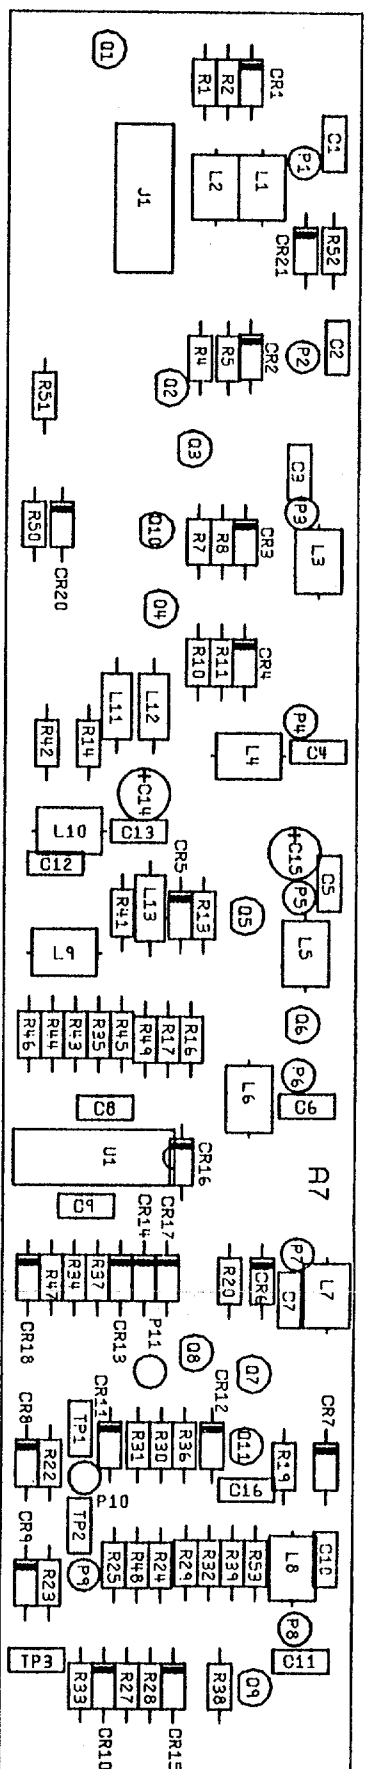 Q1
R1
R2
CR1
C1
P1
J1
L2
L1
CR21
R52
C2
P2
CR2
R5
R4
Q2
R51
Q3
C3
P3
L3
R50
CR20
Q10
R7
R8
CR3
Q4
R10
R11
CR4
L11
L12
R42
R14
P4
C4
L4
C14
+
L10
C13
C12
C15
+
C5
P5
L5
CR5
R41
L13
R13
Q5
L9
Q6
R46
R44
R43
R35
R45
R49
R17
R16
P6
C6
L6
C8
U1
CR16
C9
A7
CR14
CR17
P7
L7
C7
CR6
R20
R47
R34
R37
CR18
CR13
P11
Q8
Q7
CR8
R22
TP1
CR11
R31
R30
R36
CR12
Q11
R19
CR7
C16
P10
TP2
CR9
R23
P9
R25
R48
R24
R29
R32
R39
R53
L8
C10
P8
C11
TP3
R33
CR10
R27
R28
CR15
R38
Q9